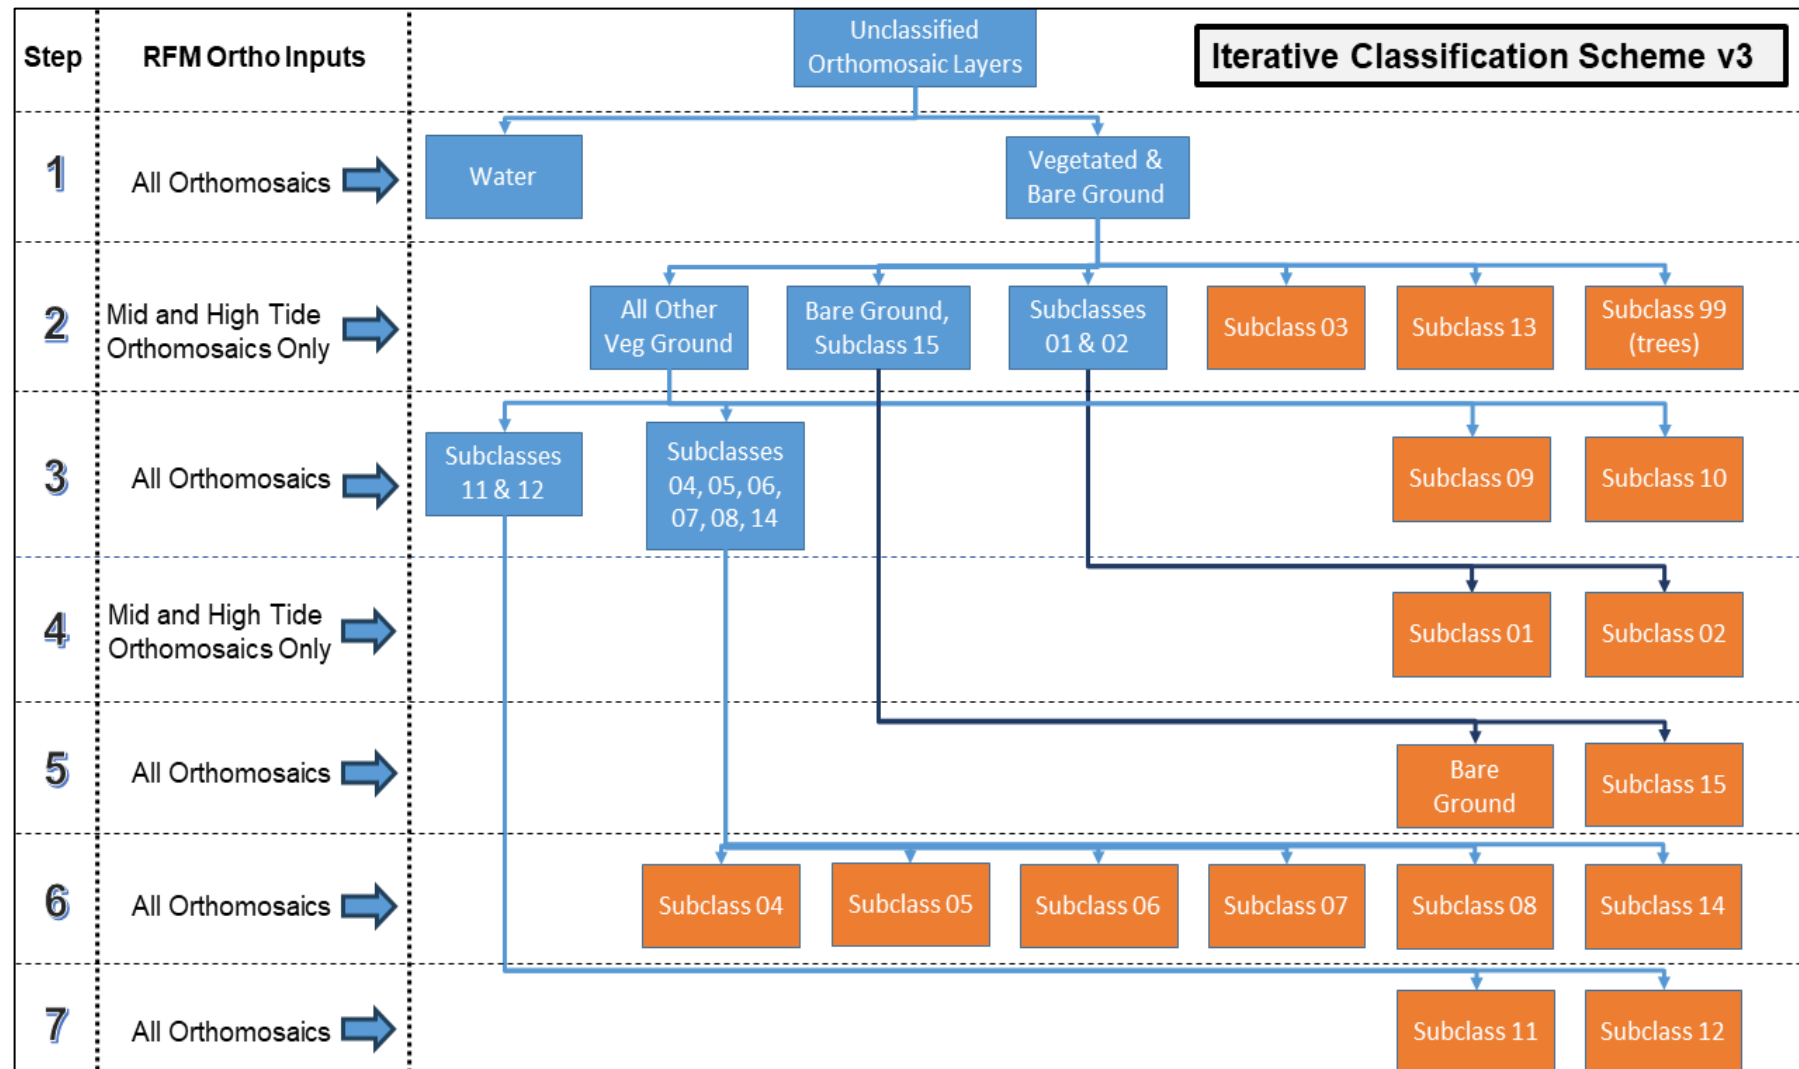 Step
RFM Ortho Inputs
Unclassified
Orthomosaic Layers
Iterative Classification Scheme v3
1
All Orthomosaics
Water
Vegetated &
Bare Ground
2
Mid and High Tide
Orthomosaics Only
All Other
Veg Ground
Bare Ground,
Subclass 15
Subclasses
01 & 02
Subclass 03
Subclass 13
Subclass 99
(trees)
3
All Orthomosaics
Subclasses
11 & 12
Subclasses
04, 05, 06,
07, 08, 14
Subclass 09
Subclass 10
4
Mid and High Tide
Orthomosaics Only
Subclass 01
Subclass 02
5
All Orthomosaics
Bare
Ground
Subclass 15
6
All Orthomosaics
Subclass 04
Subclass 05
Subclass 06
Subclass 07
Subclass 08
Subclass 14
7
All Orthomosaics
Subclass 11
Subclass 12